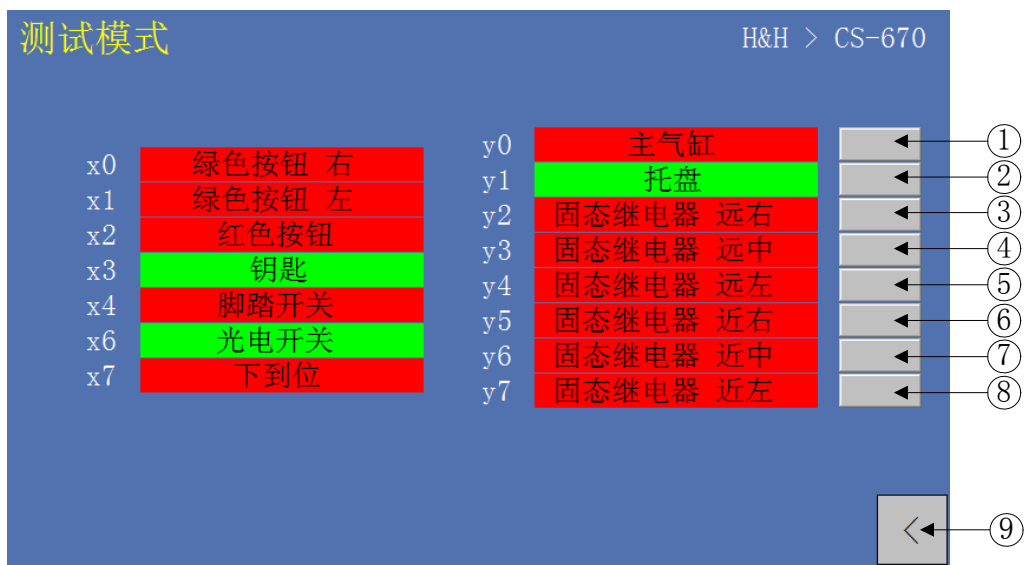 测试模式
H&H > CS-670
x0 绿色按钮 右
x1 绿色按钮 左
x2 红色按钮
x3 钥匙
x4 脚踏开关
x6 光电开关
x7 下到位
y0 主气缸 ①
y1 托盘 ②
y2 固态继电器 远右 ③
y3 固态继电器 远中 ④
y4 固态继电器 远左 ⑤
y5 固态继电器 近右 ⑥
y6 固态继电器 近中 ⑦
y7 固态继电器 近左 ⑧
< ⑨